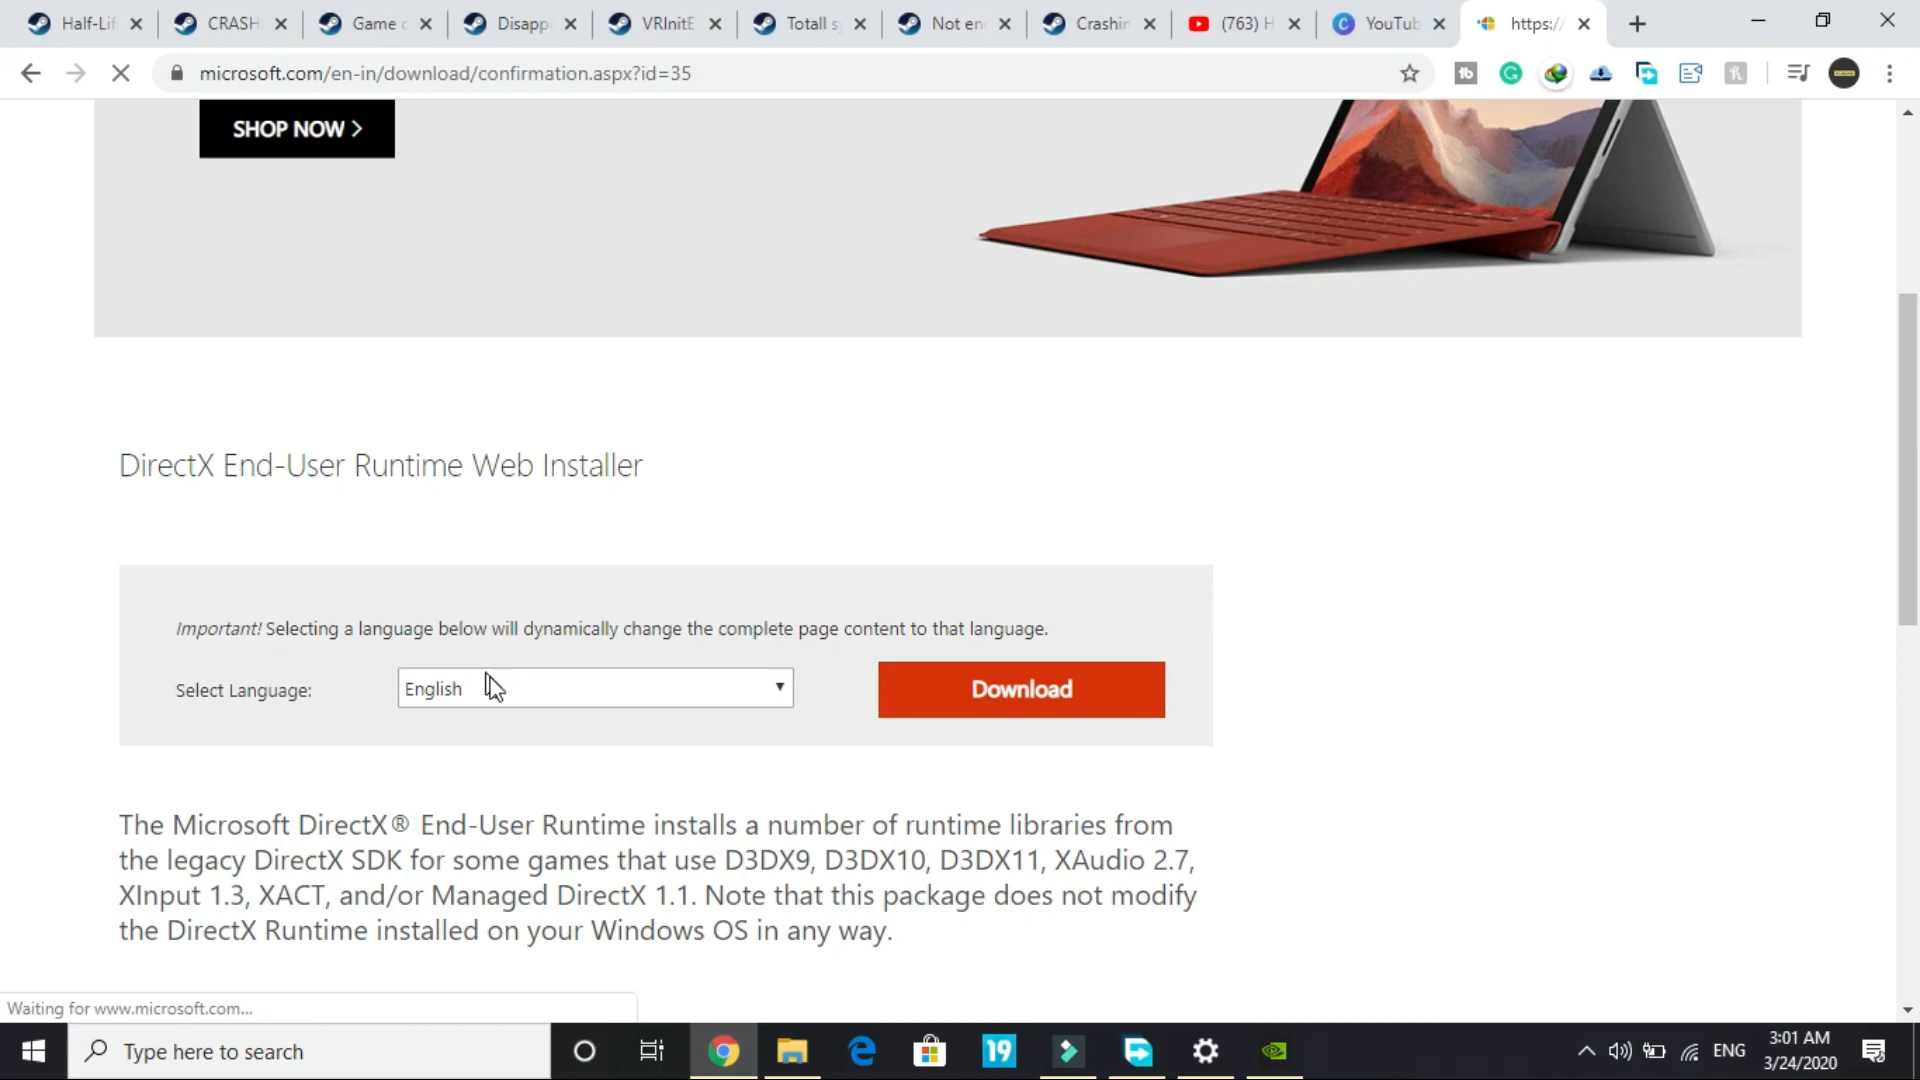 Half-Lif
CRASH
Game c
Disapp
VRInitE
Totall s
Not en
Crashin
(763) H
YouTub
https://
microsoft.com/en-in/download/confirmation.aspx?id=35
SHOP NOW >
DirectX End-User Runtime Web Installer
Important! Selecting a language below will dynamically change the complete page content to that language.
Select Language:
English
Download
The Microsoft DirectX® End-User Runtime installs a number of runtime libraries from
the legacy DirectX SDK for some games that use D3DX9, D3DX10, D3DX11, XAudio 2.7,
XInput 1.3, XACT, and/or Managed DirectX 1.1. Note that this package does not modify
the DirectX Runtime installed on your Windows OS in any way.
Waiting for www.microsoft.com...
Type here to search
19
ENG
3:01 AM
3/24/2020